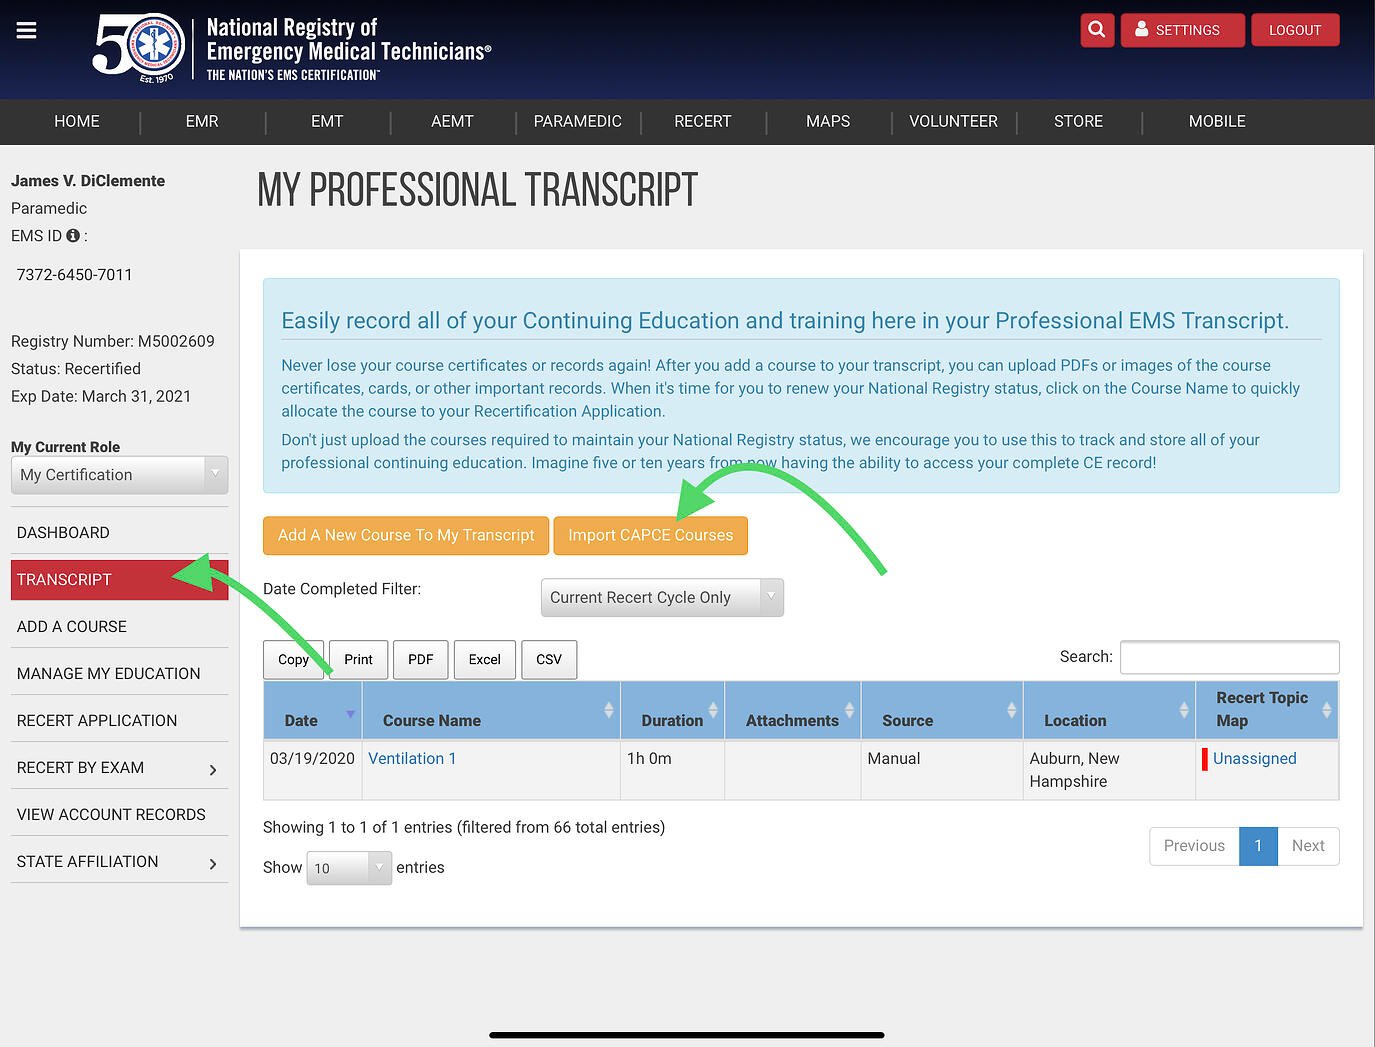 50
Est. 1970
National Registry of
Emergency Medical Technicians®
THE NATION'S EMS CERTIFICATION™
SETTINGS
LOGOUT
HOME
EMR
EMT
AEMT
PARAMEDIC
RECERT
MAPS
VOLUNTEER
STORE
MOBILE
James V. DiClemente
Paramedic
EMS ID :
7372-6450-7011
Registry Number: M5002609
Status: Recertified
Exp Date: March 31, 2021
My Current Role
My Certification
DASHBOARD
TRANSCRIPT
ADD A COURSE
MANAGE MY EDUCATION
RECERT APPLICATION
RECERT BY EXAM
VIEW ACCOUNT RECORDS
STATE AFFILIATION
MY PROFESSIONAL TRANSCRIPT
Easily record all of your Continuing Education and training here in your Professional EMS Transcript.
Never lose your course certificates or records again! After you add a course to your transcript, you can upload PDFs or images of the course
certificates, cards, or other important records. When it's time for you to renew your National Registry status, click on the Course Name to quickly
allocate the course to your Recertification Application.
Don't just upload the courses required to maintain your National Registry status, we encourage you to use this to track and store all of your
professional continuing education. Imagine five or ten years from now having the ability to access your complete CE record!
Add A New Course To My Transcript
Import CAPCE Courses
Date Completed Filter:
Current Recert Cycle Only
Copy
Print
PDF
Excel
CSV
Search:
Date
Course Name
Duration
Attachments
Source
Location
Recert Topic
Map
03/19/2020
Ventilation 1
1h 0m
Manual
Auburn, New
Hampshire
Unassigned
Showing 1 to 1 of 1 entries (filtered from 66 total entries)
Previous
1
Next
Show 10 entries